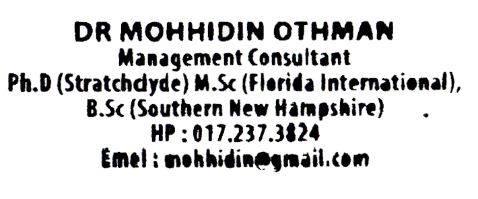 DR MOHHIDIN OTHMAN
Management Consultant
Ph.D (Stratchclyde) M.Sc (Florida International),
B.Sc (Southern New Hampshire)
HP : 017.237.3824
Emel : mohhidin@gmail.com